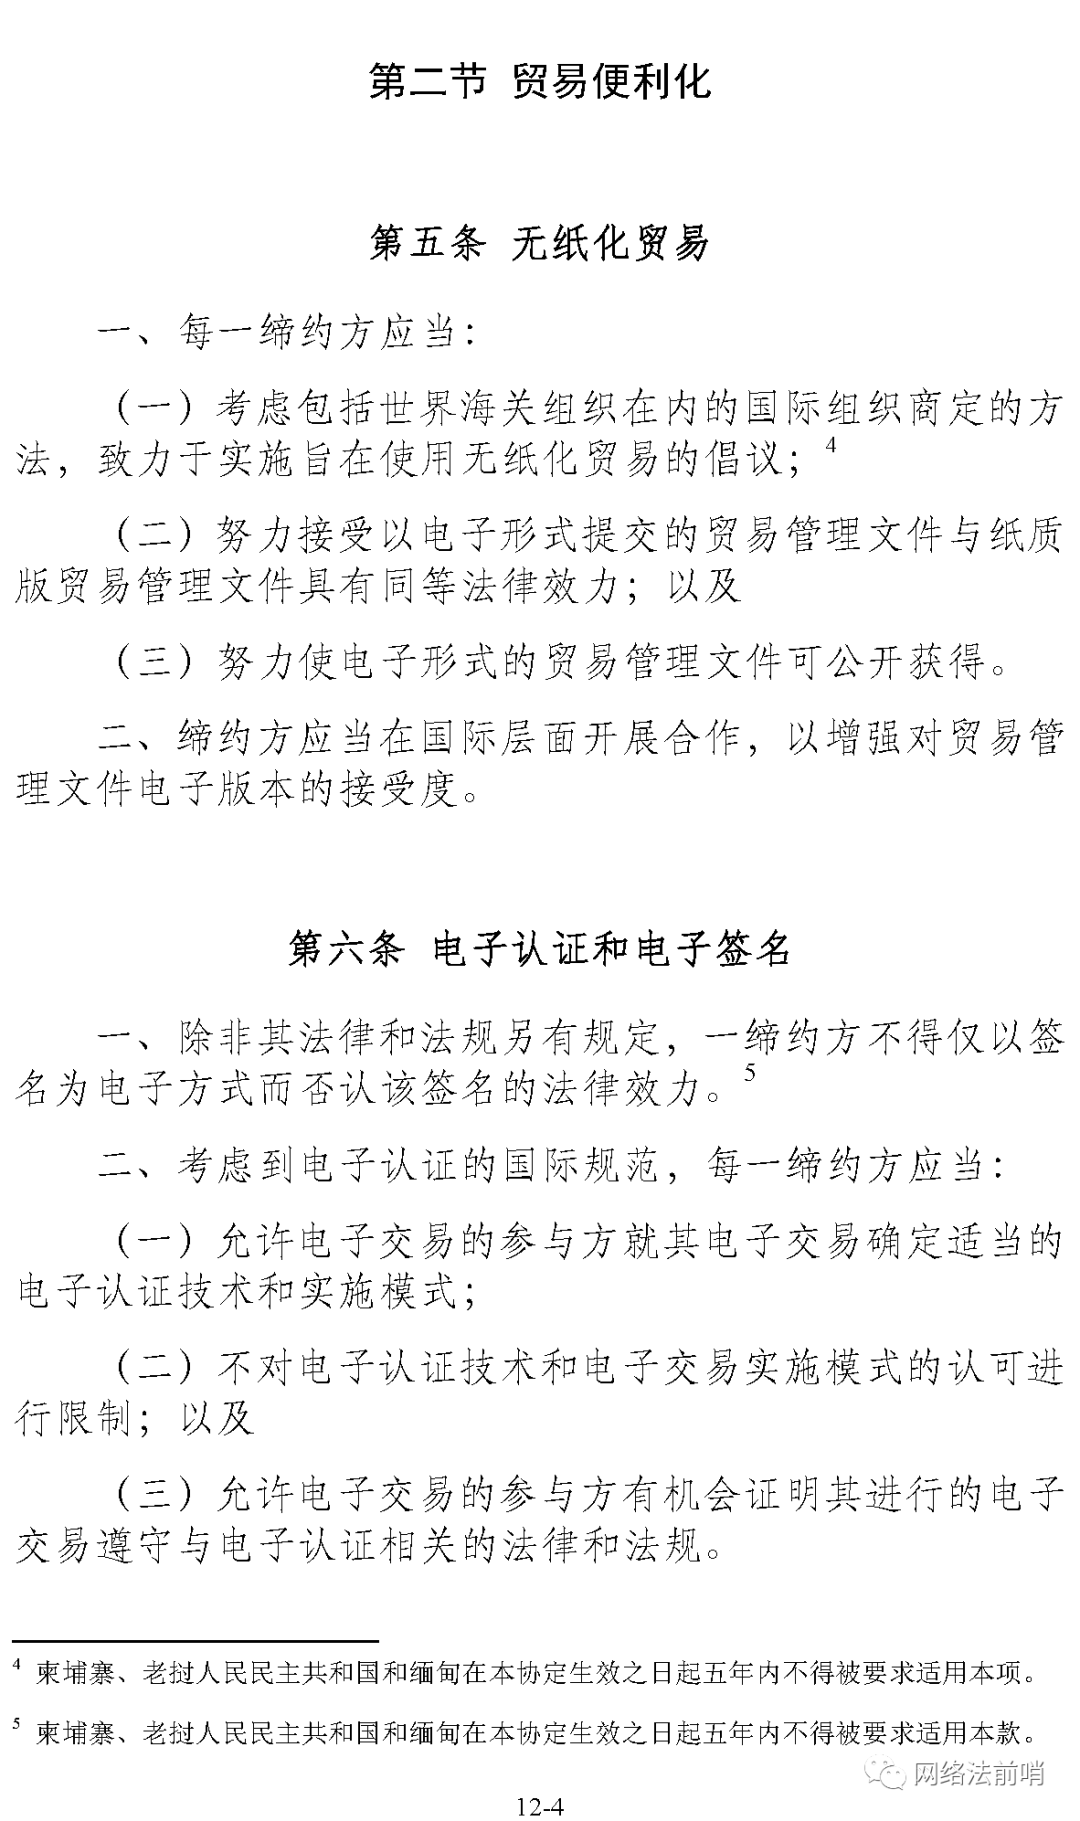 第二节 贸易便利化
第五条 无纸化贸易
一、每一缔约方应当：
（一）考虑包括世界海关组织在内的国际组织商定的方
法，致力于实施旨在使用无纸化贸易的倡议；4
（二）努力接受以电子形式提交的贸易管理文件与纸质
版贸易管理文件具有同等法律效力；以及
（三）努力使电子形式的贸易管理文件可公开获得。
二、缔约方应当在国际层面开展合作，以增强对贸易管
理文件电子版本的接受度。
第六条 电子认证和电子签名
一、除非其法律和法规另有规定，一缔约方不得仅以签
名为电子方式而否认该签名的法律效力。5
二、考虑到电子认证的国际规范，每一缔约方应当：
（一）允许电子交易的参与方就其电子交易确定适当的
电子认证技术和实施模式；
（二）不对电子认证技术和电子交易实施模式的认可进
行限制；以及
（三）允许电子交易的参与方有机会证明其进行的电子
交易遵守与电子认证相关的法律和法规。
4 柬埔寨、老挝人民民主共和国和缅甸在本协定生效之日起五年内不得被要求适用本项。
5 柬埔寨、老挝人民民主共和国和缅甸在本协定生效之日起五年内不得被要求适用本款。
网络法前哨
12-4